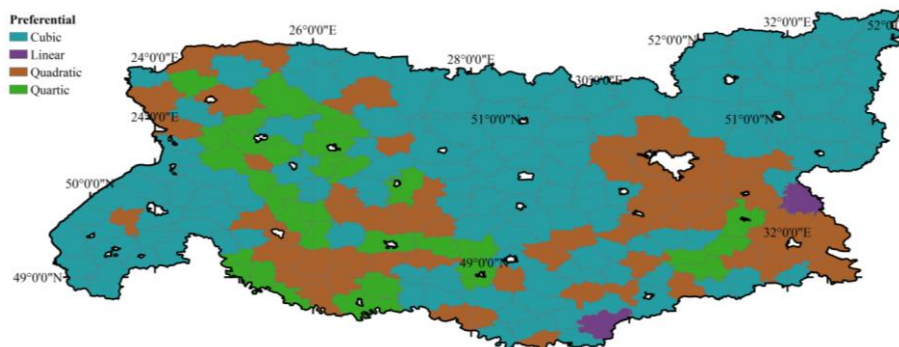 Preferential
Cubic
Linear
Quadratic
Quartic
24°0'0"E
26°0'0"E
28°0'0"E
30°0'0"E
32°0'0"E
52°0
52°0'0"N
24°0'0"E
51°0'0"N
51°0'0"N
50°0'0"N
49°0'0"N
49°0'0"N
32°0'0"E